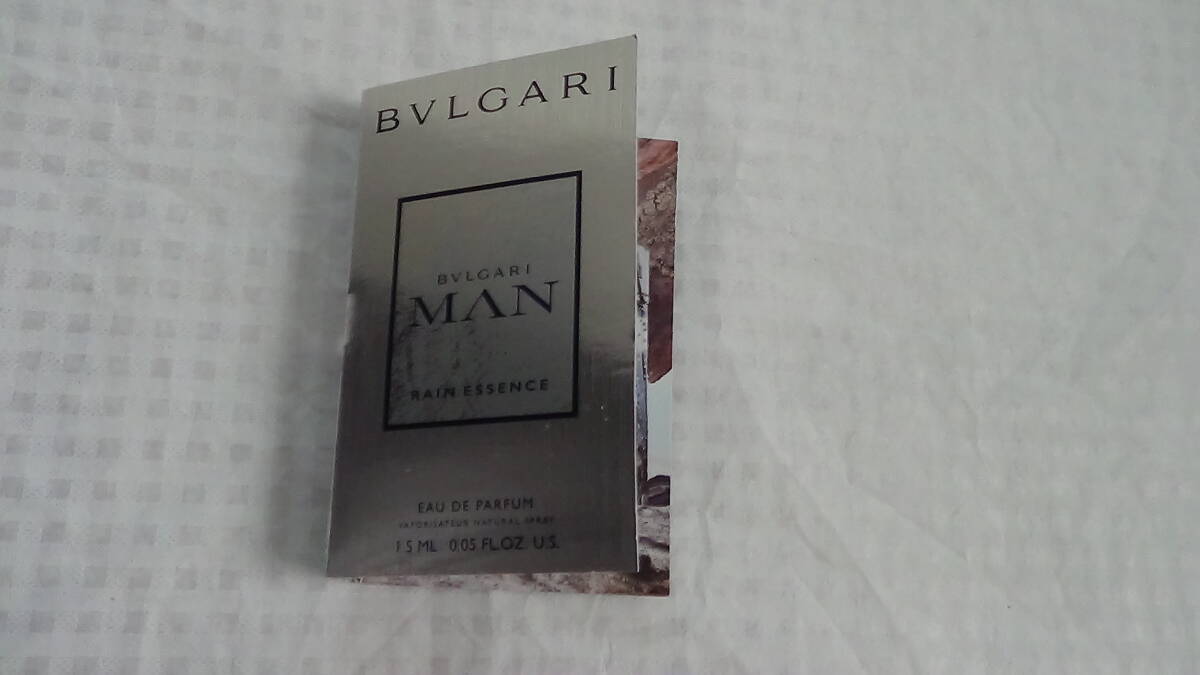 BVLGARI
BVLGARI
MAN
RAIN ESSENCE
EAU DE PARFUM
VAPORISATEUR NATURAL SPRAY
1.5 ML 0.05 FL.OZ. U.S.